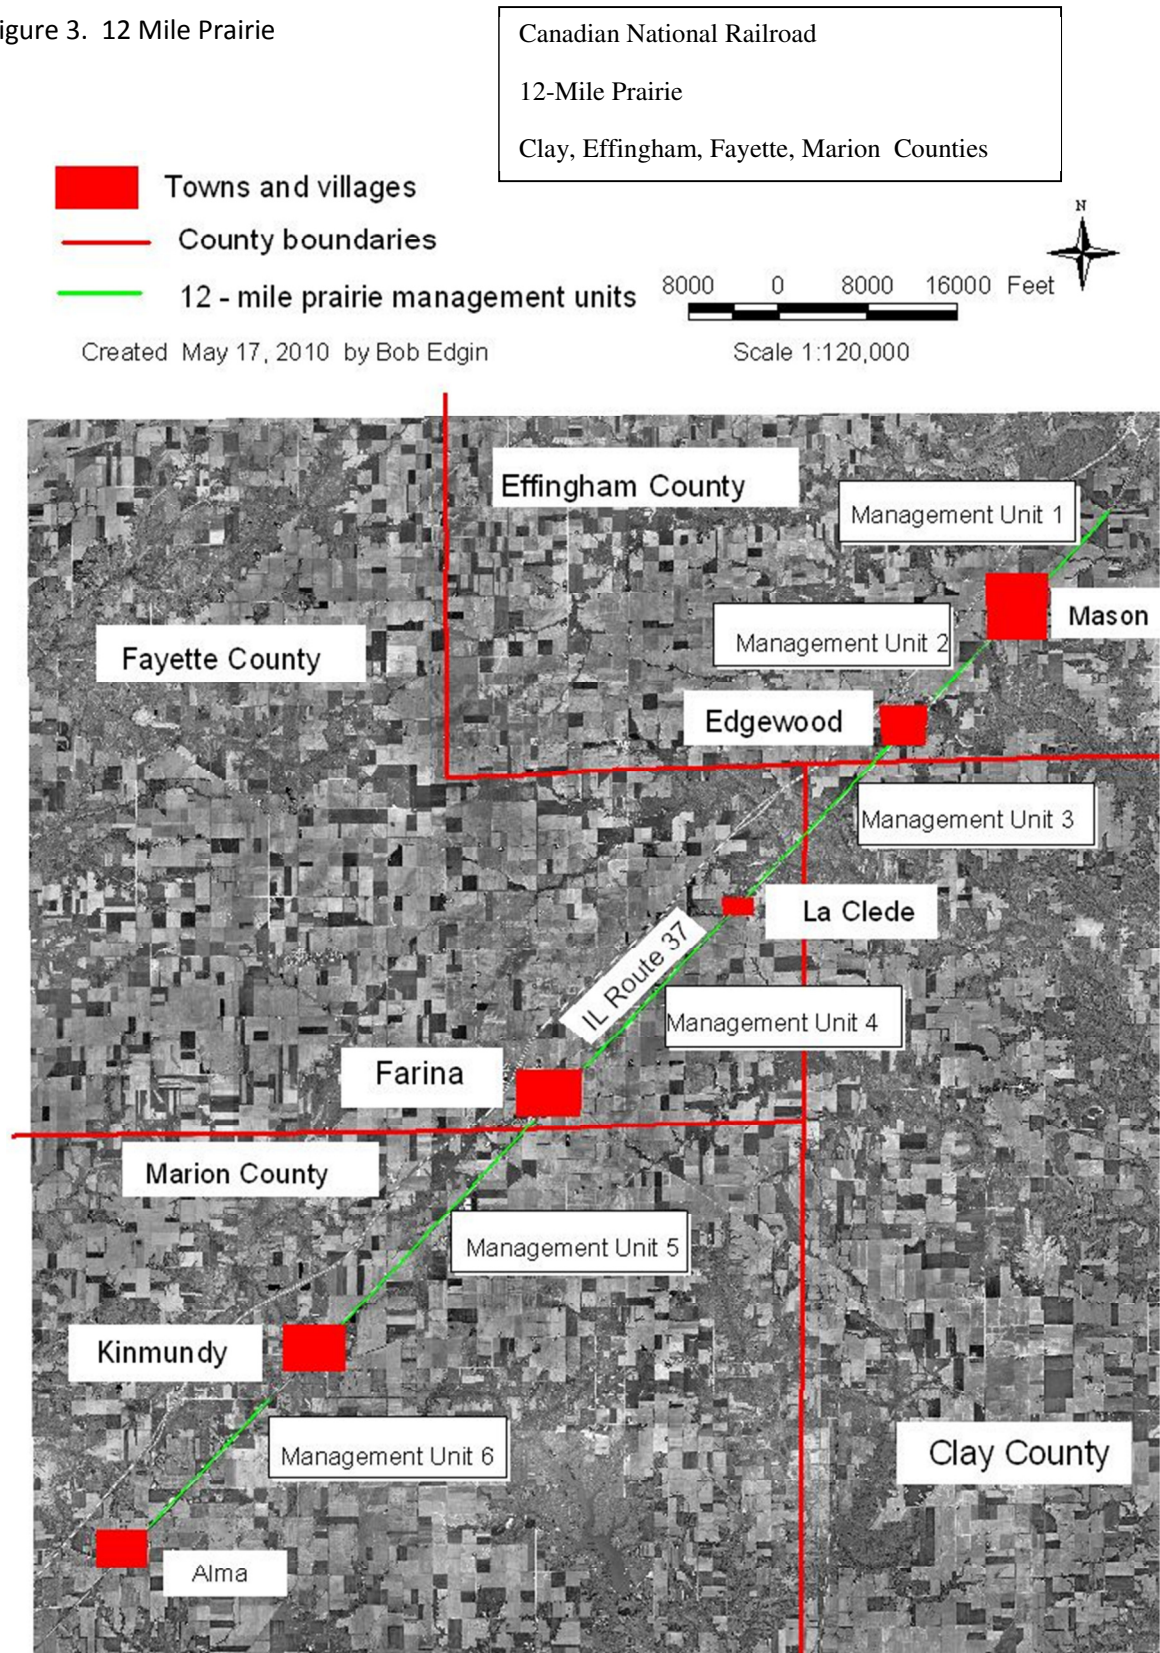 igure 3.  12 Mile Prairie
Canadian National Railroad
12-Mile Prairie
Clay, Effingham, Fayette, Marion  Counties
Towns and villages
County boundaries
12 - mile prairie management units
N
8000 0 8000 16000 Feet
Created  May 17, 2010  by Bob Edgin
Scale 1:120,000
Effingham County
Management Unit 1
Mason
Management Unit 2
Fayette County
Edgewood
Management Unit 3
La Clede
IL Route 37
Management Unit 4
Farina
Marion County
Management Unit 5
Kinmundy
Management Unit 6
Clay County
Alma